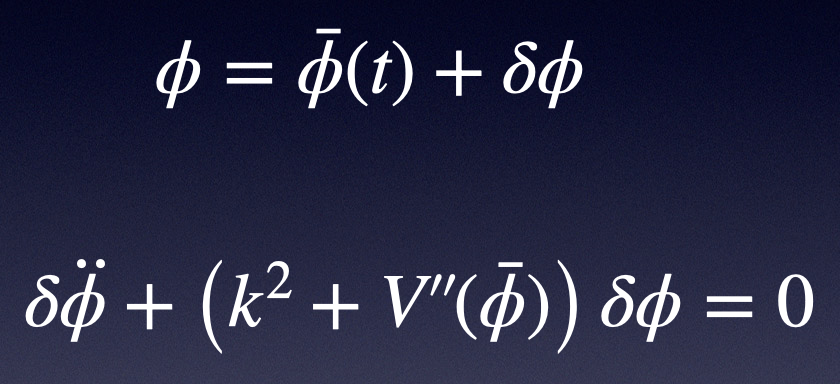 ϕ = ϕ̄(t) + δϕ
δϕ̈ + (k² + V″(ϕ̄)) δϕ = 0